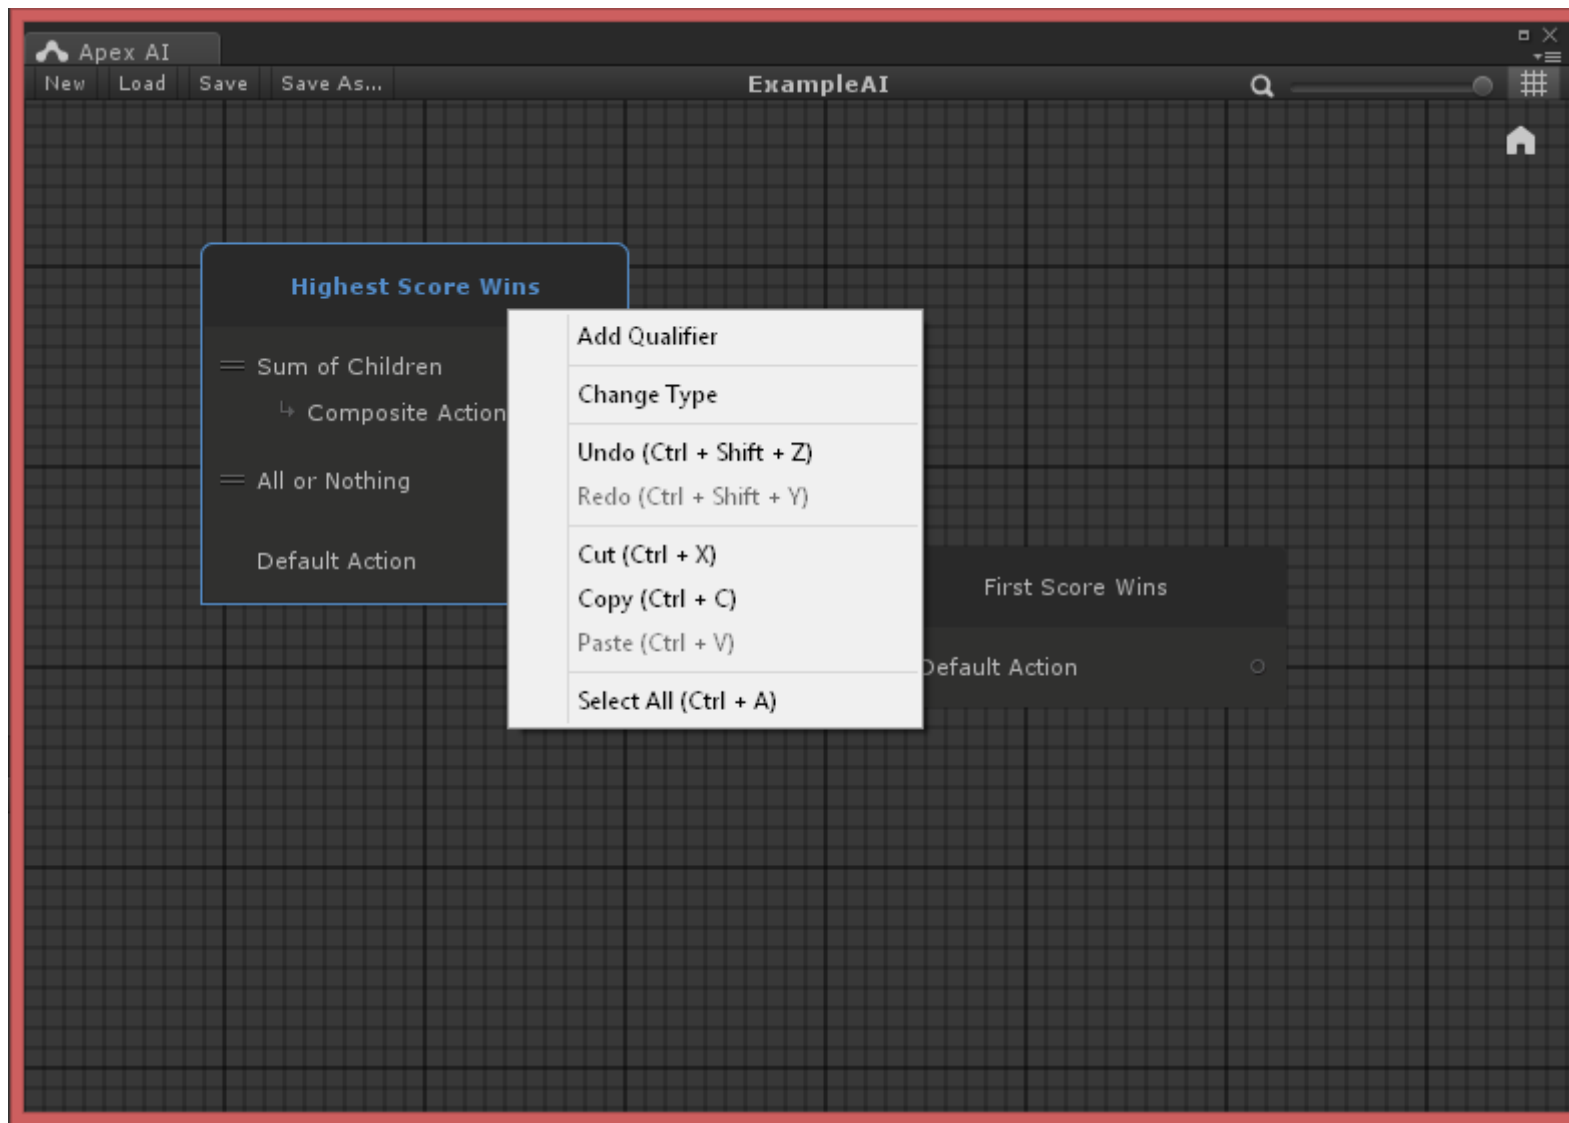 Apex AI
New Load Save Save As... ExampleAI
Highest Score Wins
Sum of Children
Composite Action
All or Nothing
Default Action
Add Qualifier
Change Type
Undo (Ctrl + Shift + Z)
Redo (Ctrl + Shift + Y)
Cut (Ctrl + X)
Copy (Ctrl + C)
Paste (Ctrl + V)
Select All (Ctrl + A)
First Score Wins
Default Action